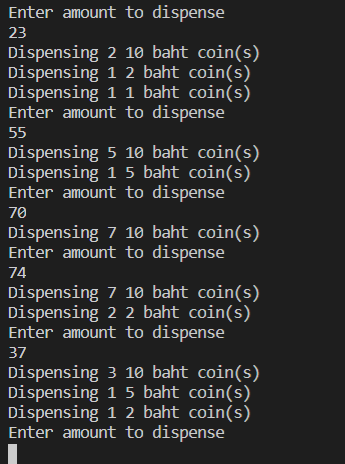 Enter amount to dispense
23
Dispensing 2 10 baht coin(s)
Dispensing 1 2 baht coin(s)
Dispensing 1 1 baht coin(s)
Enter amount to dispense
55
Dispensing 5 10 baht coin(s)
Dispensing 1 5 baht coin(s)
Enter amount to dispense
70
Dispensing 7 10 baht coin(s)
Enter amount to dispense
74
Dispensing 7 10 baht coin(s)
Dispensing 2 2 baht coin(s)
Enter amount to dispense
37
Dispensing 3 10 baht coin(s)
Dispensing 1 5 baht coin(s)
Dispensing 1 2 baht coin(s)
Enter amount to dispense